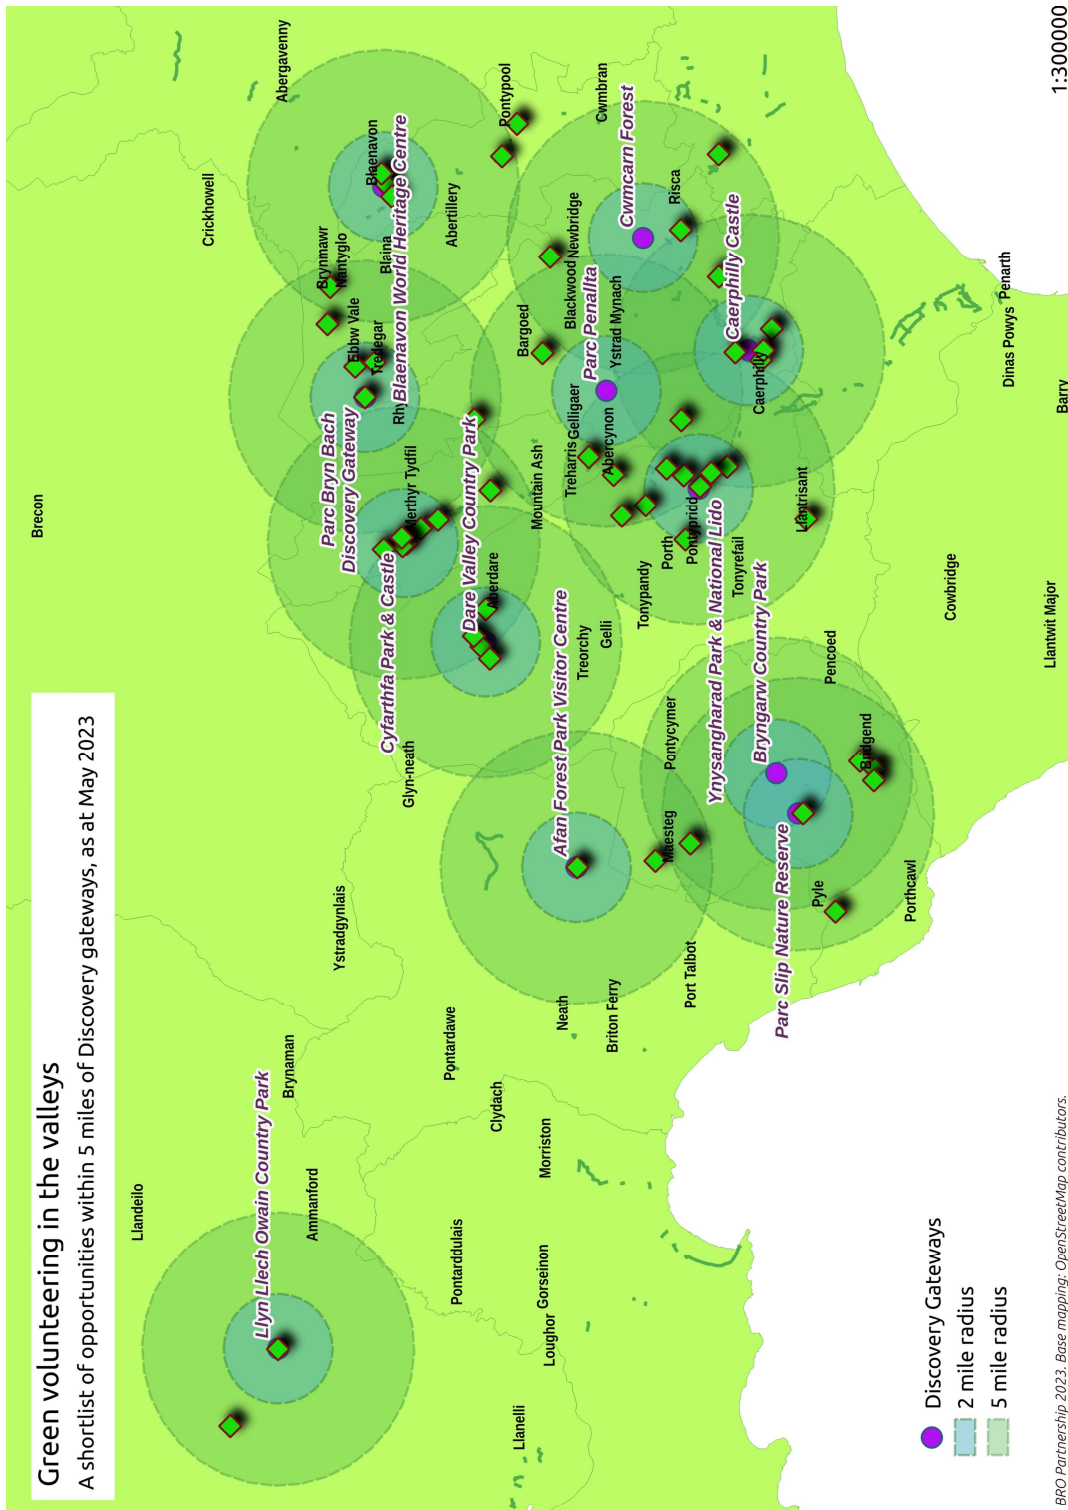 Green volunteering in the valleys
A shortlist of opportunities within 5 miles of Discovery gateways, as at May 2023
Brecon
Llandeilo
Crickhowell
Abergavenny
Llyn Llech Owain Country Park
Brynaman
Ammanford
Ystradgynlais
Parc Bryn Bach
Discovery Gateway
Brynmawr
Nantyglo
Ebbw Vale
Tredegar
Rhy
Blaina
Blaenavon
Blaenavon World Heritage Centre
Cyfarthfa Park & Castle
Merthyr Tydfil
Glyn-neath
Abertillery
Pontardawe
Pontarddulais
Dare Valley Country Park
Aberdare
Clydach
Pontypool
Llanelli
Loughor
Gorseinon
Morriston
Mountain Ash
Bargoed
Neath
Afan Forest Park Visitor Centre
Treorchy
Treharris
Gelligaer
Blackwood
Newbridge
Parc Penallta
Cwmbran
Briton Ferry
Gelli
Abercynon
Ystrad Mynach
Cwmcarn Forest
Tonypandy
Porth
Pontypridd
Risca
Port Talbot
Maesteg
Pontycymer
Ynysangharad Park & National Lido
Tonyrefail
Caerphilly Castle
Caerphilly
Bryngarw Country Park
Parc Slip Nature Reserve
Llantrisant
Pyle
Pencoed
Bridgend
Porthcawl
Cowbridge
Dinas Powys
Penarth
Llantwit Major
Barry
Discovery Gateways
2 mile radius
5 mile radius
BRO Partnership 2023. Base mapping: OpenStreetMap contributors.
1:300000